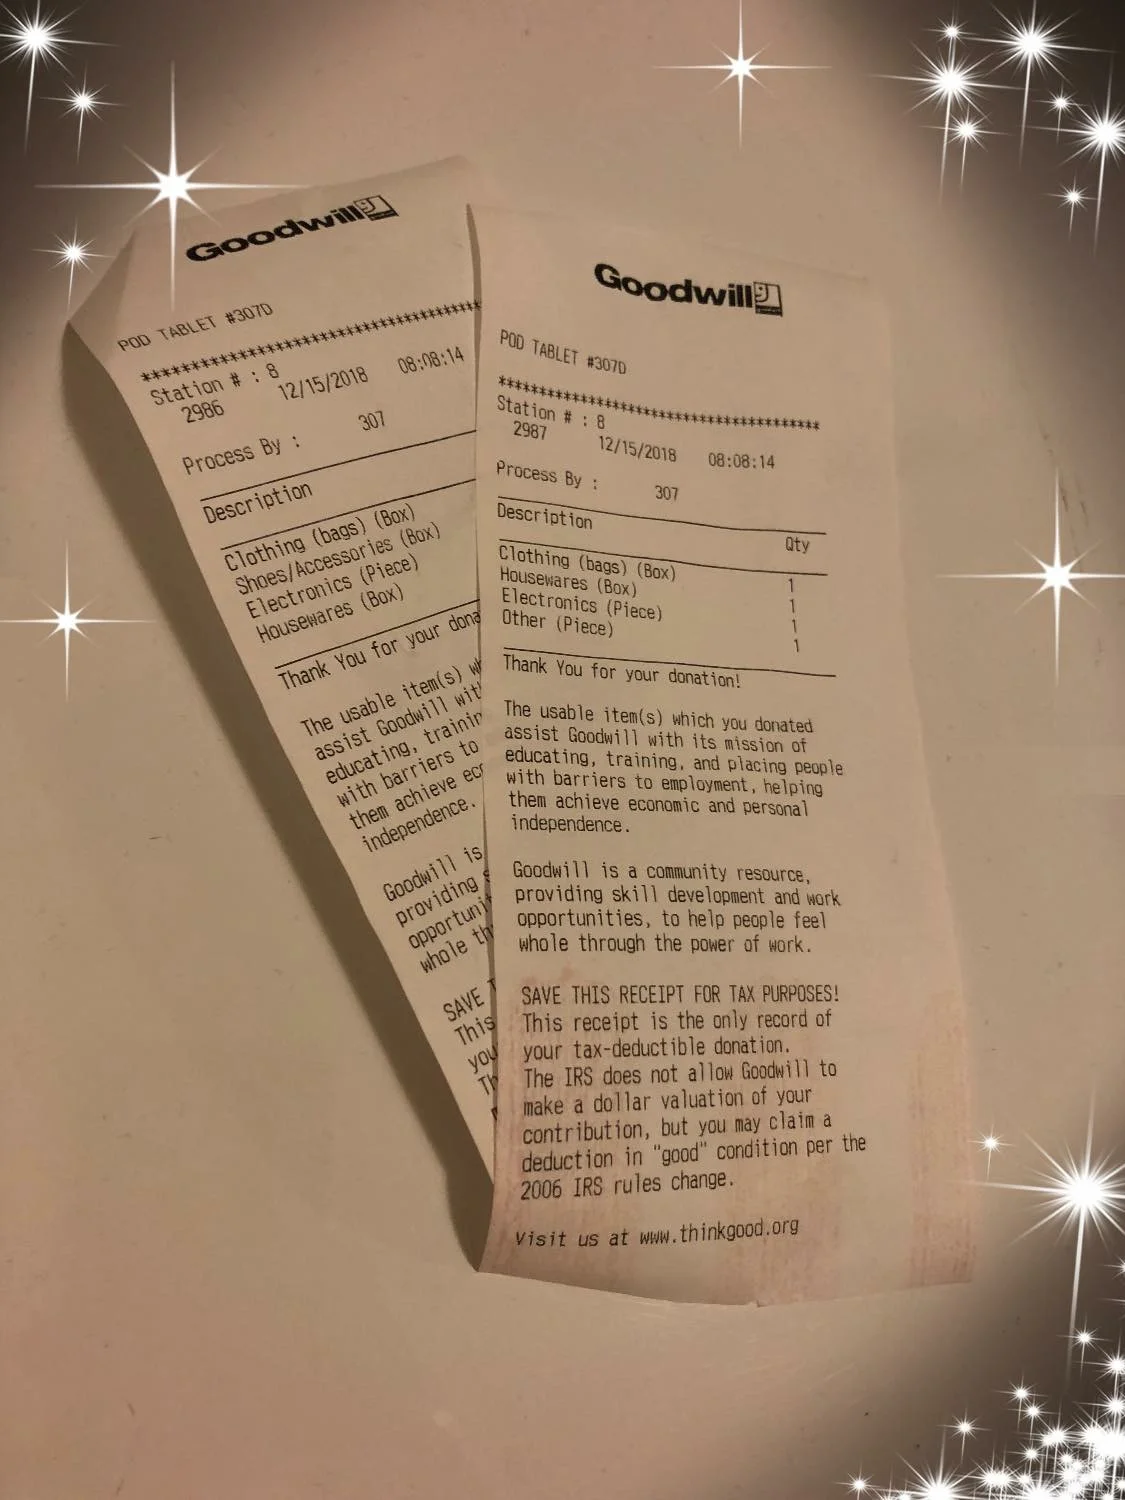 Goodwill
POD TABLET #307D
****************************************
Station # : 8
2986 12/15/2018 08:08:14
Process By : 307
Description
Clothing (bags) (Box)
Shoes/Accessories (Box)
Electronics (Piece)
Housewares (Box)
Thank You for your
The usable item(s)
assist Goodwill
educating,
with barriers to
them achieve
independence.
Goodwill is
providing
whole
SAVE
This
Goodwill
POD TABLET #307D
****************************************
Station # : 8
2987 12/15/2018 08:08:14
Process By : 307
Description Qty
Clothing (bags) (Box) 1
Housewares (Box) 1
Electronics (Piece) 1
Other (Piece) 1
Thank You for your donation!
The usable item(s) which you donated
assist Goodwill with its mission of
educating, training, and placing people
with barriers to employment, helping
them achieve economic and personal
independence.
Goodwill is a community resource,
providing skill development and work
opportunities, to help people feel
whole through the power of work.
SAVE THIS RECEIPT FOR TAX PURPOSES!
This receipt is the only record of
your tax-deductible donation.
The IRS does not allow Goodwill to
make a dollar valuation of your
contribution, but you may claim a
deduction in "good" condition per the
2006 IRS rules change.
Visit us at www.thinkgood.org